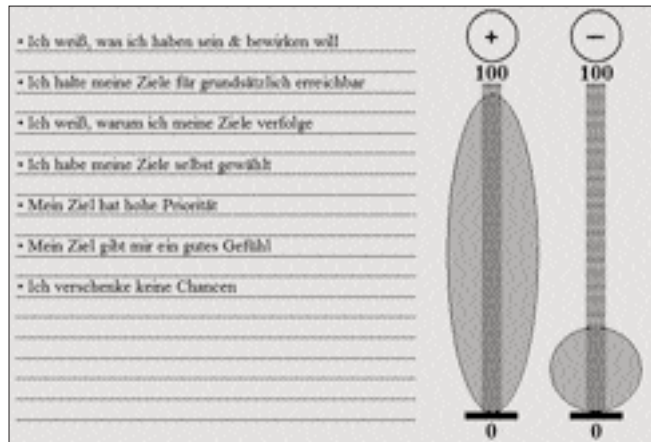 • Ich weiß, was ich haben sein & bewirken will
• Ich halte meine Ziele für grundsätzlich erreichbar
• Ich weiß, warum ich meine Ziele verfolge
• Ich habe meine Ziele selbst gewählt
• Mein Ziel hat hohe Priorität
• Mein Ziel gibt mir ein gutes Gefühl
• Ich verschenke keine Chancen
+ −
100 100
0 0